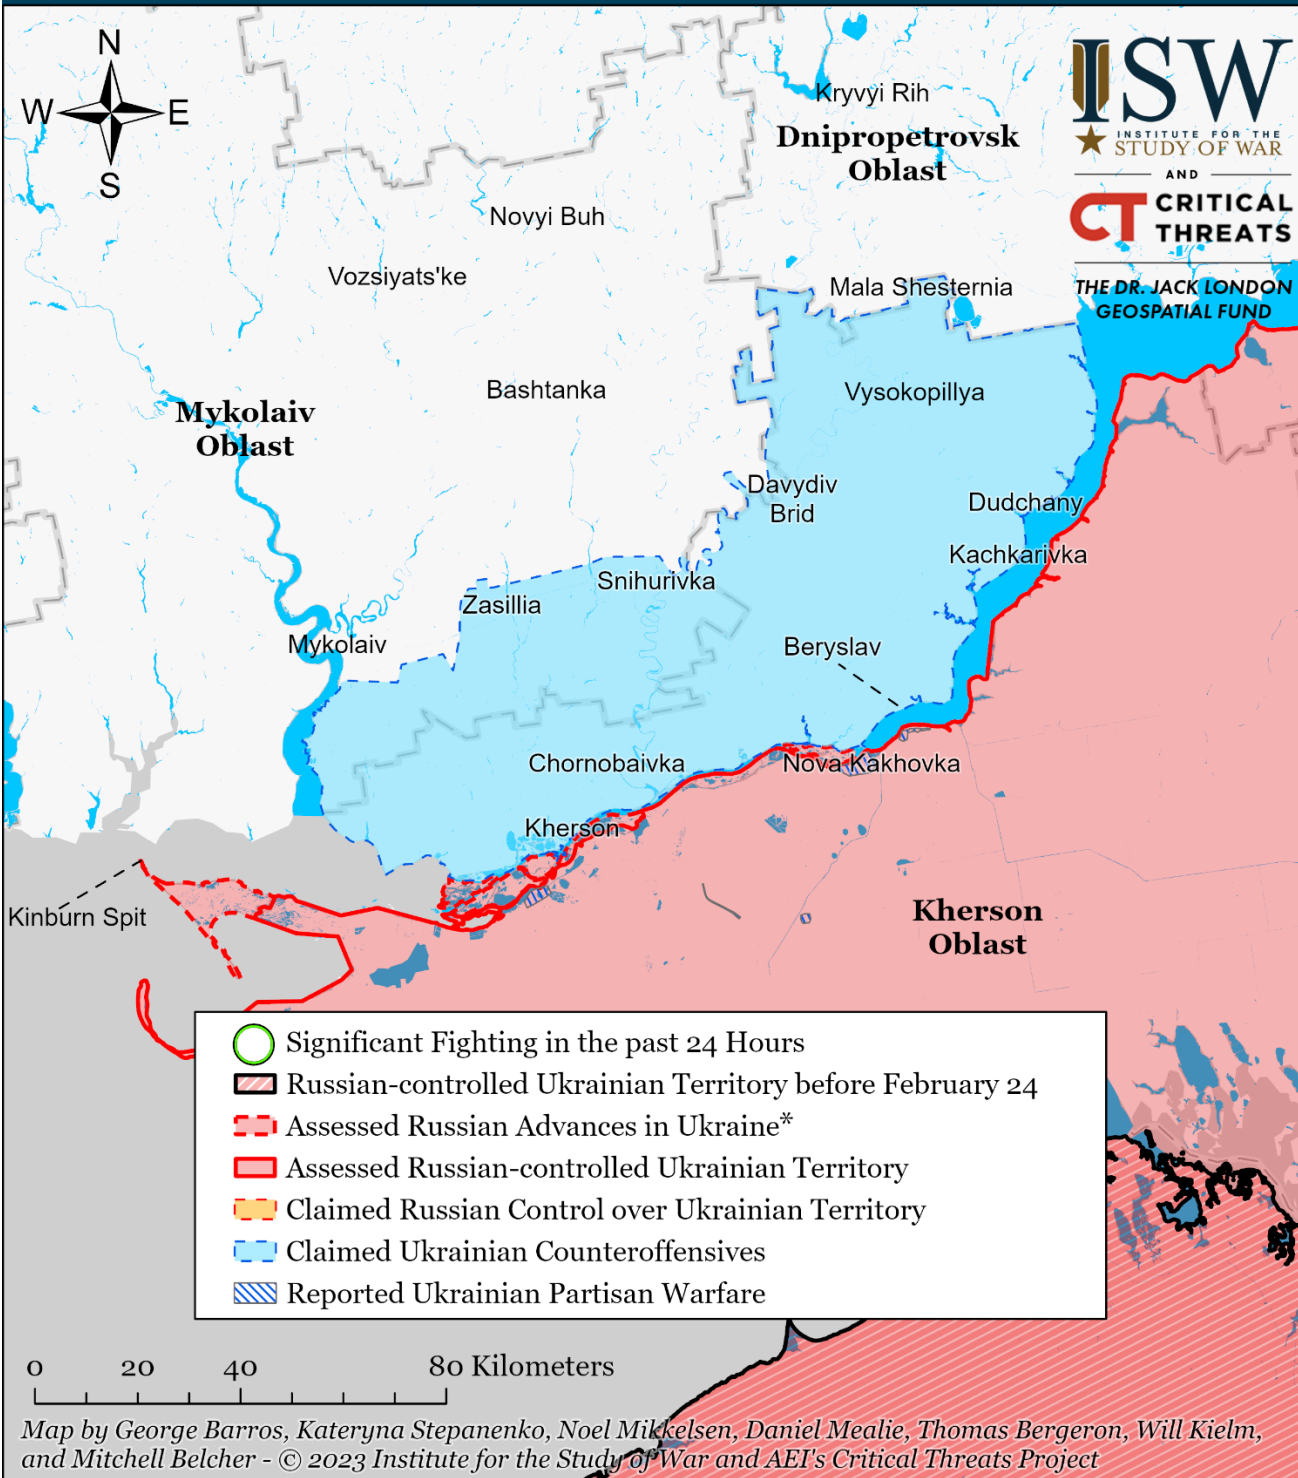 N
W
E
S
ISW
INSTITUTE FOR THE
STUDY OF WAR
AND
CT CRITICAL
THREATS
THE DR. JACK LONDON
GEOSPATIAL FUND
Kryvyi Rih
Dnipropetrovsk
Oblast
Novyi Buh
Vozsiyats'ke
Mala Shesternia
Bashtanka
Vysokopillya
Mykolaiv
Oblast
Davydiv
Brid
Dudchany
Kachkarivka
Snihurivka
Zasillia
Mykolaiv
Beryslav
Chornobaivka
Nova Kakhovka
Kherson
Kinburn Spit
Kherson
Oblast
Significant Fighting in the past 24 Hours
Russian-controlled Ukrainian Territory before February 24
Assessed Russian Advances in Ukraine*
Assessed Russian-controlled Ukrainian Territory
Claimed Russian Control over Ukrainian Territory
Claimed Ukrainian Counteroffensives
Reported Ukrainian Partisan Warfare
0 20 40 80 Kilometers
Map by George Barros, Kateryna Stepanenko, Noel Mikkelsen, Daniel Mealie, Thomas Bergeron, Will Kielm,
and Mitchell Belcher - © 2023 Institute for the Study of War and AEI's Critical Threats Project